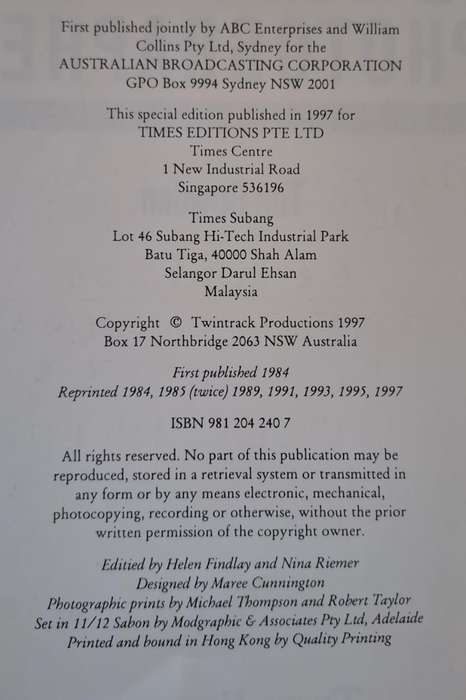 First published jointly by ABC Enterprises and William
Collins Pty Ltd, Sydney for the
AUSTRALIAN BROADCASTING CORPORATION
GPO Box 9994 Sydney NSW 2001
This special edition published in 1997 for
TIMES EDITIONS PTE LTD
Times Centre
1 New Industrial Road
Singapore 536196
Times Subang
Lot 46 Subang Hi-Tech Industrial Park
Batu Tiga, 40000 Shah Alam
Selangor Darul Ehsan
Malaysia
Copyright © Twintrack Productions 1997
Box 17 Northbridge 2063 NSW Australia
First published 1984
Reprinted 1984, 1985 (twice) 1989, 1991, 1993, 1995, 1997
ISBN 981 204 240 7
All rights reserved. No part of this publication may be
reproduced, stored in a retrieval system or transmitted in
any form or by any means electronic, mechanical,
photocopying, recording or otherwise, without the prior
written permission of the copyright owner.
Editied by Helen Findlay and Nina Riemer
Designed by Maree Cunnington
Photographic prints by Michael Thompson and Robert Taylor
Set in 11/12 Sabon by Modgraphic & Associates Pty Ltd, Adelaide
Printed and bound in Hong Kong by Quality Printing